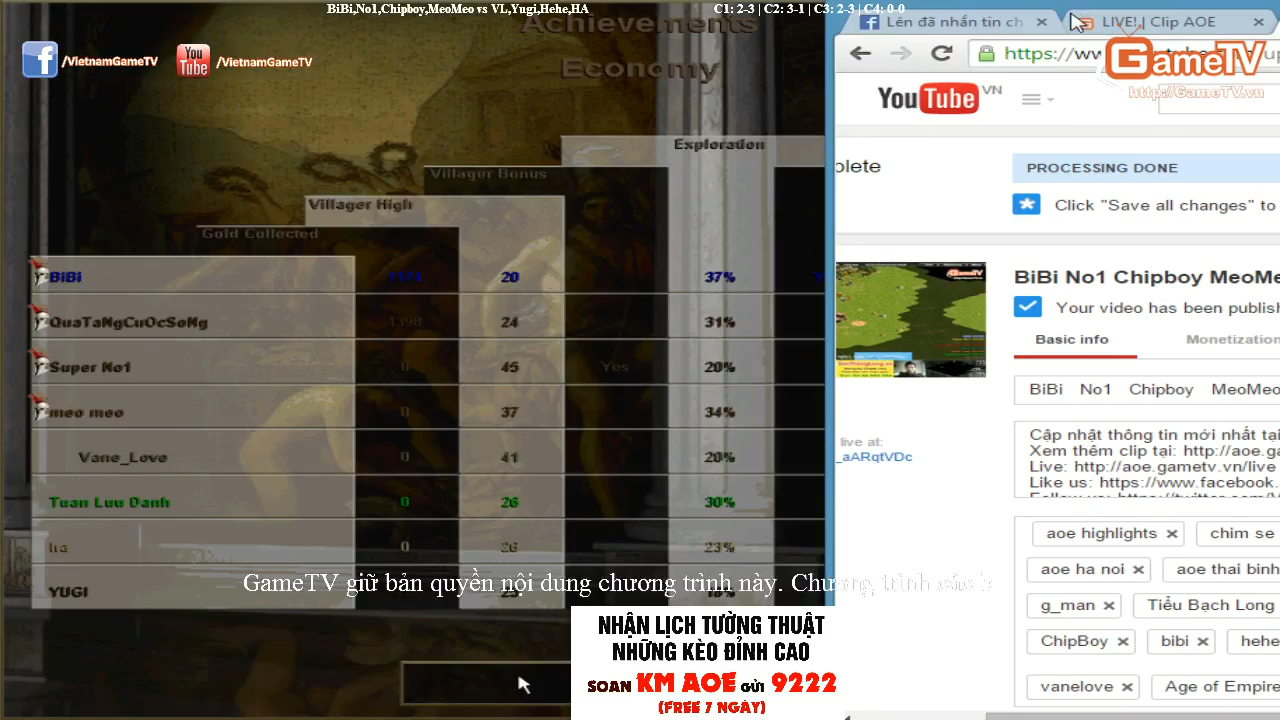 BiBi,No1,Chipboy,MeoMeo vs VL,Yugi,Hehe,HA
C1: 2-3 | C2: 3-1 | C3: 2-3 | C4: 0-0
Lên đã nhắn tin ch
LIVE! | Clip AOE
Achievements
Economy
/VietnamGameTV
You Tube /VietnamGameTV
https://ww
GameTV
http://GameTV.vn
YouTube VN
Exploration
Villager Bonus
Villager High
Gold Collected
BiBi 1174 20 37%
QuaTaNgCuOcSoNg 1398 24 31%
Super No1 0 45 Yes 20%
meo meo 0 37 34%
Vane_Love 0 41 20%
Tuan Luu Danh 0 26 30%
0 26 23%
YUGI
plete
PROCESSING DONE
Click "Save all changes" to
BiBi No1 Chipboy MeoMe
Your video has been publish
Basic info
Monetization
BiBi No1 Chipboy MeoMeo
live at:
_aARqtVDc
Cập nhật thông tin mới nhất tại
Xem thêm clip tại: http://aoe.ga
Live: http://aoe.gametv.vn/live
Like us: https://www.facebook.
aoe highlights
chim se
aoe ha noi
aoe thai binh
g_man
Tiểu Bạch Long
ChipBoy
bibi
hehe
vanelove
Age of Empire
GameTV giữ bản quyền nội dung chương trình này. Chương trình
NHẬN LỊCH TƯỜNG THUẬT
NHỮNG KÈO ĐỈNH CAO
SOẠN KM AOE GỬI 9222
(FREE 7 NGÀY)